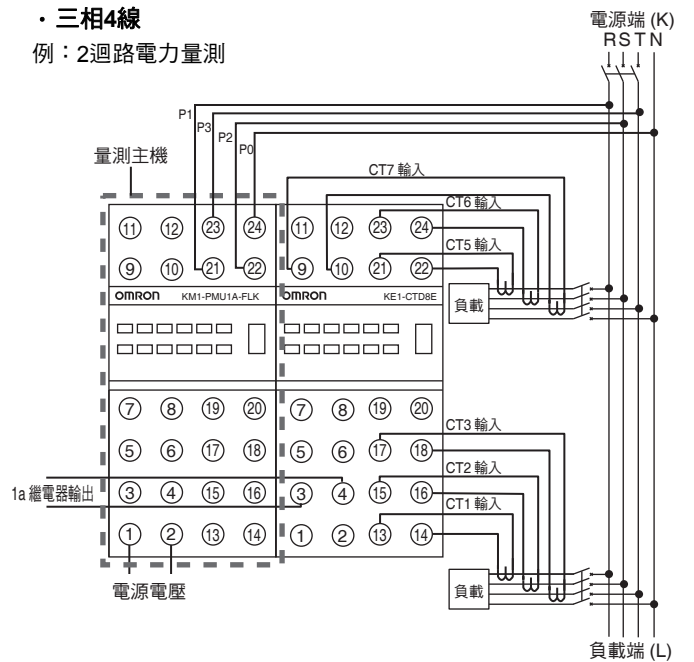 ・三相4線
例：2迴路電力量測
電源端 (K)
R S T N
P1
P3
P2
P0
量測主機
CT7 輸入
CT6 輸入
CT5 輸入
11 12 23 24 11 12 23 24
9 10 21 22 9 10 21 22
OMRON KM1-PMU1A-FLK OMRON KE1-CTD8E
負載
7 8 19 20 7 8 19 20
5 6 17 18 5 6 17 18
3 4 15 16 3 4 15 16
1 2 13 14 1 2 13 14
CT3 輸入
CT2 輸入
CT1 輸入
1a 繼電器輸出
電源電壓
負載
負載端 (L)